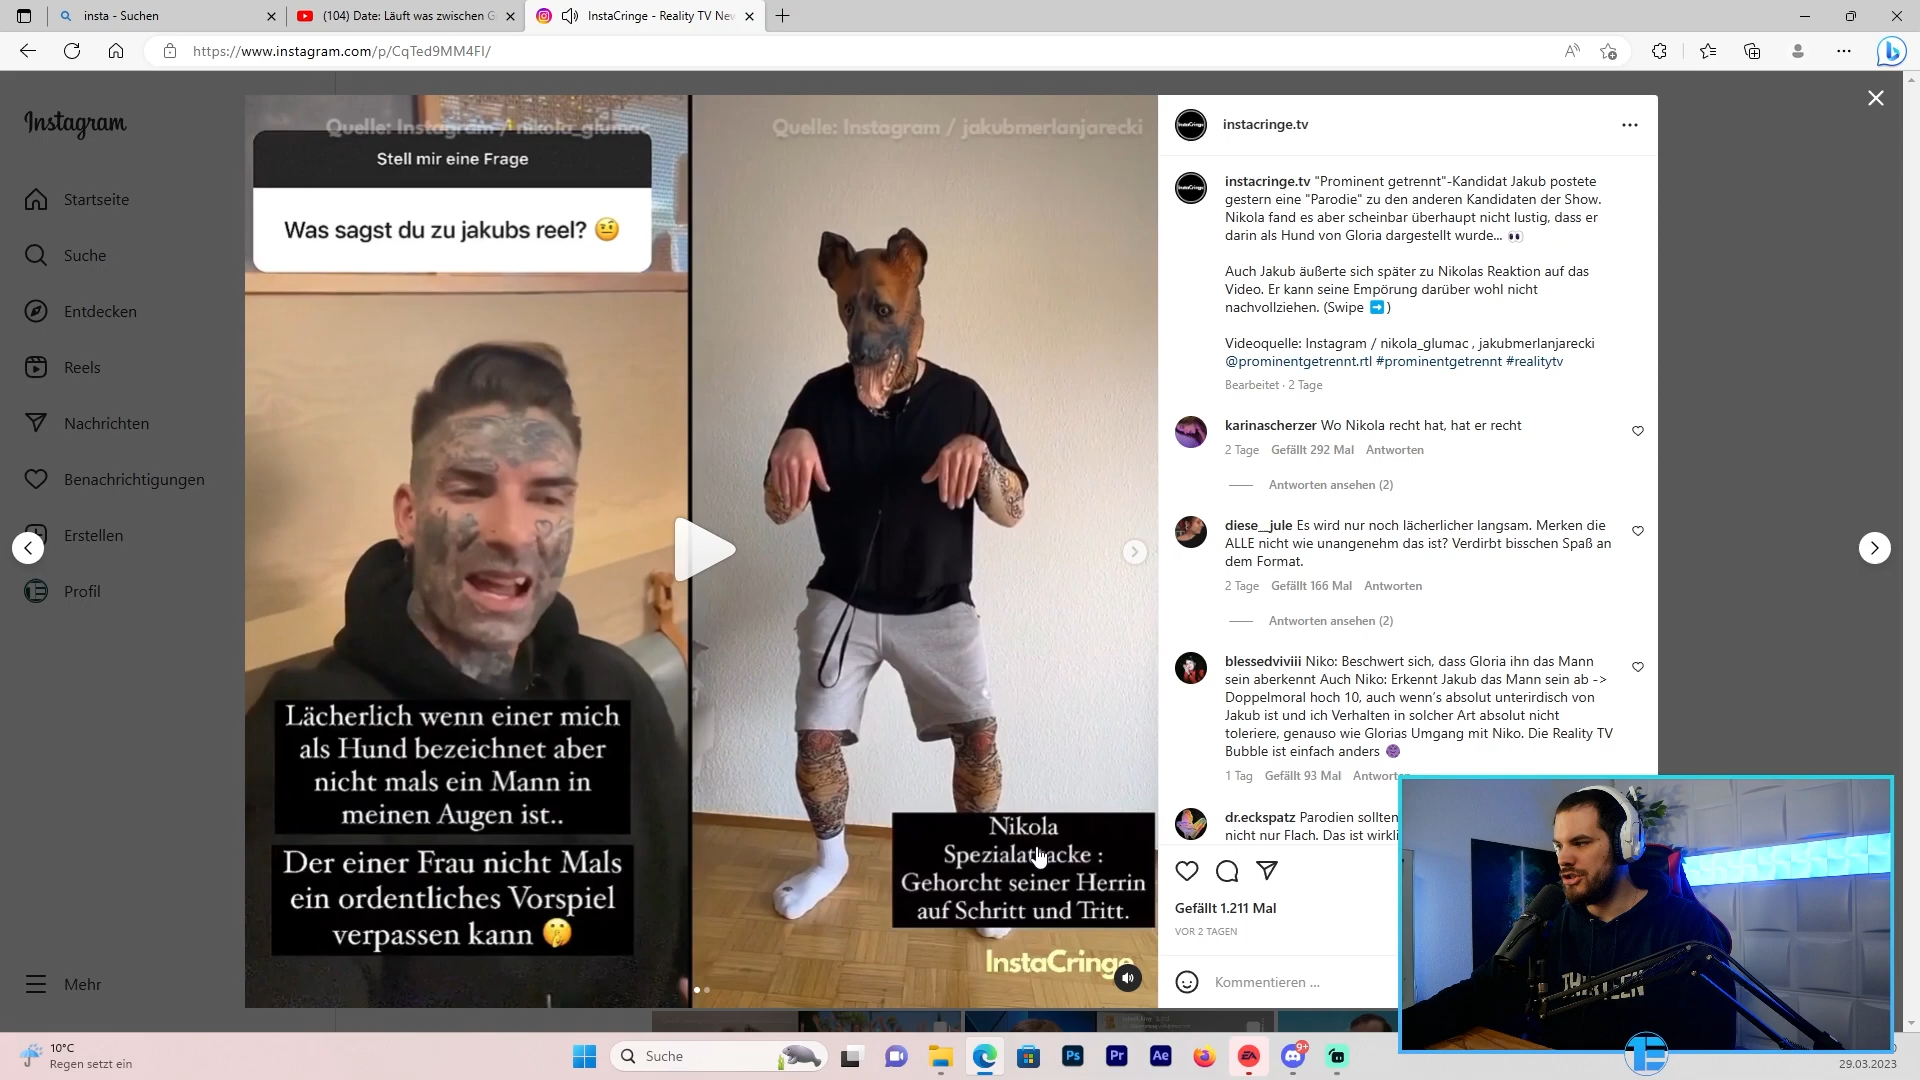 insta - Suchen
(104) Date: Läuft was zwischen G
InstaCringe - Reality TV Nev
https://www.instagram.com/p/CqTed9MM4FI/
Instagram
Startseite
Suche
Entdecken
Reels
Nachrichten
Benachrichtigungen
Erstellen
Profil
Mehr
Quelle: Instagram / nikola_glumac
Stell mir eine Frage
Was sagst du zu jakubs reel? 🤨
Lächerlich wenn einer mich
als Hund bezeichnet aber
nicht mals ein Mann in
meinen Augen ist..
Der einer Frau nicht Mals
ein ordentliches Vorspiel
verpassen kann 🤫
Quelle: Instagram / jakubmerlanjarecki
Nikola
Spezialattacke :
Gehorcht seiner Herrin
auf Schritt und Tritt.
InstaCringe
instacringe.tv
instacringe.tv "Prominent getrennt"-Kandidat Jakub postete
gestern eine "Parodie" zu den anderen Kandidaten der Show.
Nikola fand es aber scheinbar überhaupt nicht lustig, dass er
darin als Hund von Gloria dargestellt wurde... 👀
Auch Jakub äußerte sich später zu Nikolas Reaktion auf das
Video. Er kann seine Empörung darüber wohl nicht
nachvollziehen. (Swipe ➡️)
Videoquelle: Instagram / nikola_glumac , jakubmerlanjarecki
@prominentgetrennt.rtl #prominentgetrennt #realitytv
Bearbeitet · 2 Tage
karinascherzer Wo Nikola recht hat, hat er recht
2 Tage Gefällt 292 Mal Antworten
Antworten ansehen (2)
diese__jule Es wird nur noch lächerlicher langsam. Merken die
ALLE nicht wie unangenehm das ist? Verdirbt bisschen Spaß an
dem Format.
2 Tage Gefällt 166 Mal Antworten
Antworten ansehen (2)
blessedviviii Niko: Beschwert sich, dass Gloria ihn das Mann
sein aberkennt Auch Niko: Erkennt Jakub das Mann sein ab ->
Doppelmoral hoch 10, auch wenn's absolut unterirdisch von
Jakub ist und ich Verhalten in solcher Art absolut nicht
toleriere, genauso wie Glorias Umgang mit Niko. Die Reality TV
Bubble ist einfach anders
1 Tag Gefällt 93 Mal Antworten
dr.eckspatz Parodien sollten
nicht nur Flach. Das ist wirkli
Gefällt 1.211 Mal
VOR 2 TAGEN
Kommentieren ...
10°C
Regen setzt ein
Suche
Ps
Pr
Ae
EA
9+
29.03.2023